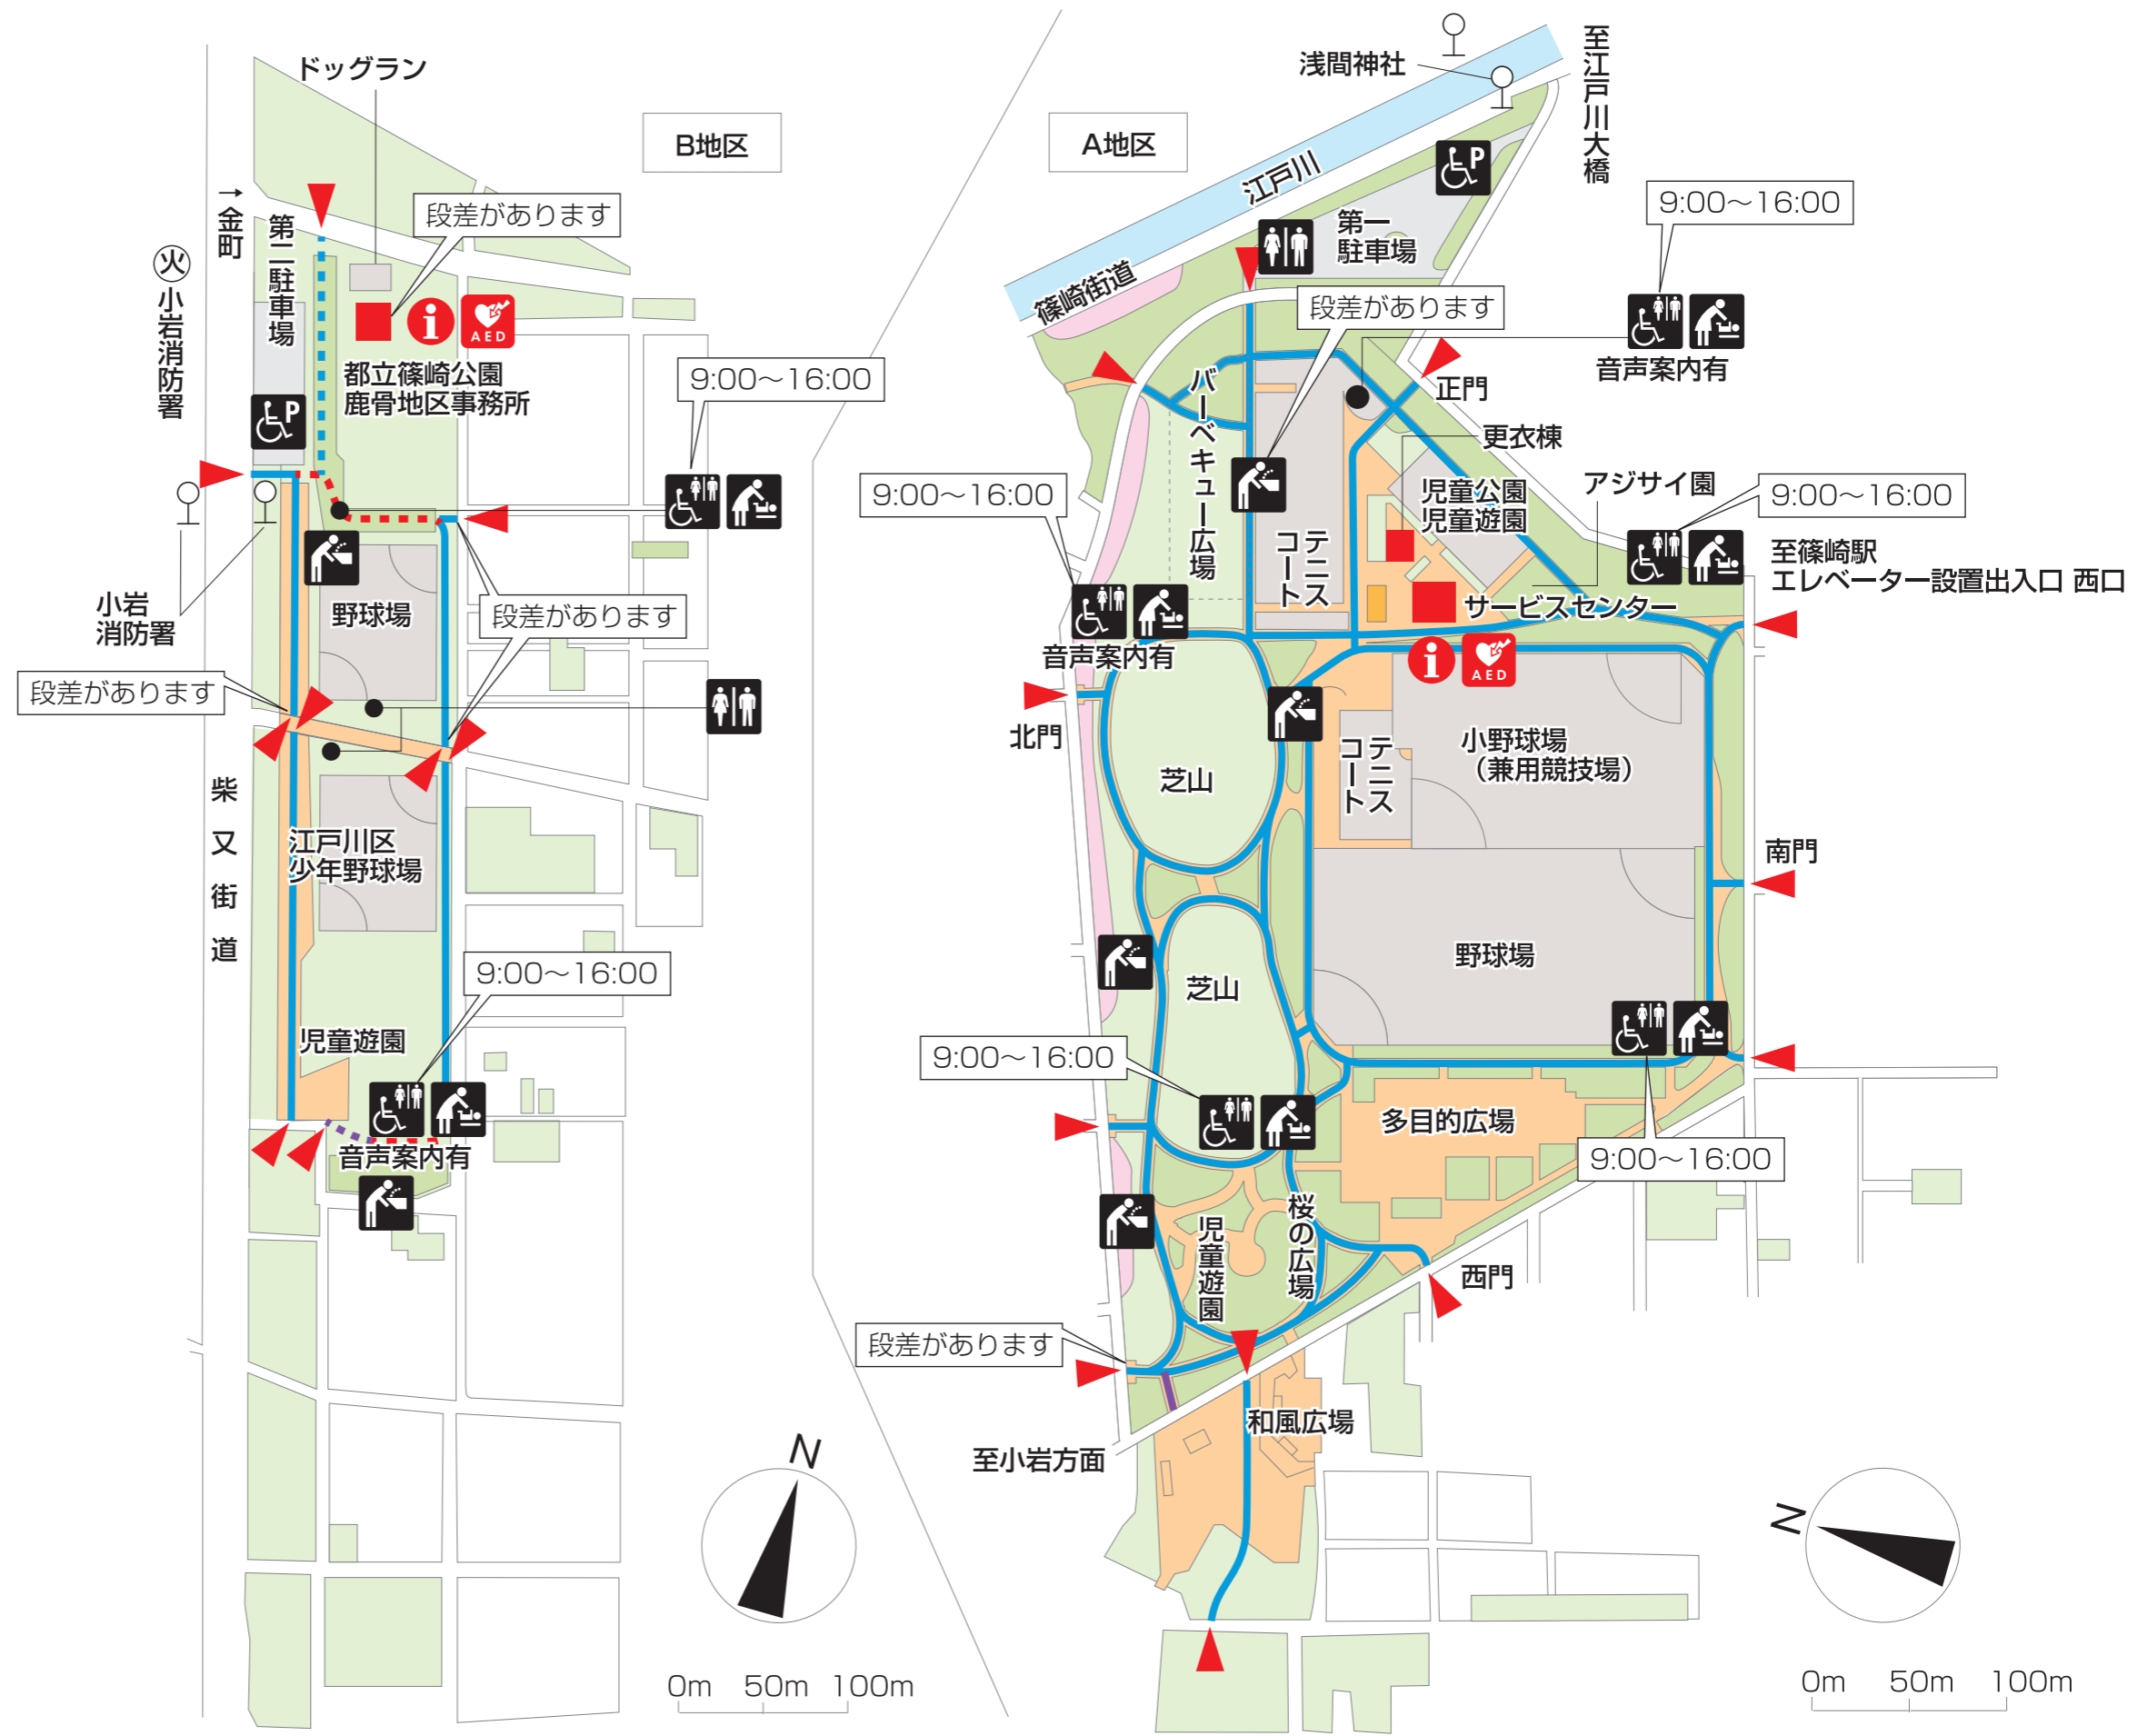 ドッグラン
B地区
段差があります
→金町
第二駐車場
火
小岩消防署
AED
都立篠崎公園
鹿骨地区事務所
9:00〜16:00
P
小岩
消防署
野球場
段差があります
段差があります
柴又街道
江戸川区
少年野球場
9:00〜16:00
児童遊園
音声案内有
N
0m 50m 100m
A地区
浅間神社
至江戸川大橋
江戸川
篠崎街道
P
第一
駐車場
9:00〜16:00
段差があります
音声案内有
正門
バーベキュー広場
更衣棟
9:00〜16:00
児童公園
児童遊園
アジサイ園
9:00〜16:00
テニス
コート
至篠崎駅
エレベーター設置出入口 西口
サービスセンター
音声案内有
AED
北門
芝山
テニス
コート
小野球場
（兼用競技場）
南門
野球場
芝山
9:00〜16:00
多目的広場
9:00〜16:00
桜の広場
児童遊園
西門
段差があります
和風広場
至小岩方面
N
0m 50m 100m